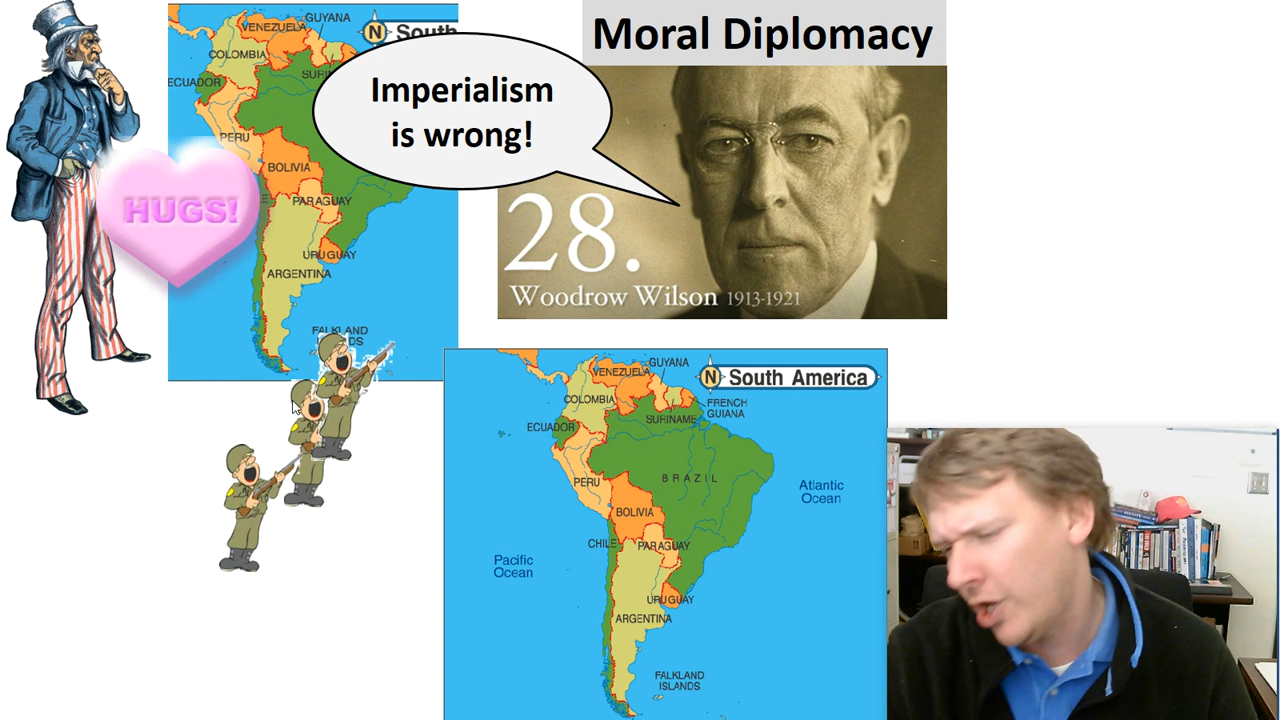 Moral Diplomacy
Imperialism
is wrong!
28.
Woodrow Wilson 1913-1921
HUGS!
N South
GUYANA
VENEZUELA
COLOMBIA
SURI
ECUADOR
PERU
BOLIVIA
E
PARAGUAY
URUGUAY
ARGENTINA
FALKLAND
DS
N South America
GUYANA
VENEZUELA
COLOMBIA
FRENCH
GUIANA
SURINAME
ECUADOR
BRAZIL
PERU
Atlantic
Ocean
BOLIVIA
CHILE
PARAGUAY
Pacific
Ocean
URUGUAY
ARGENTINA
FALKLAND
ISLANDS